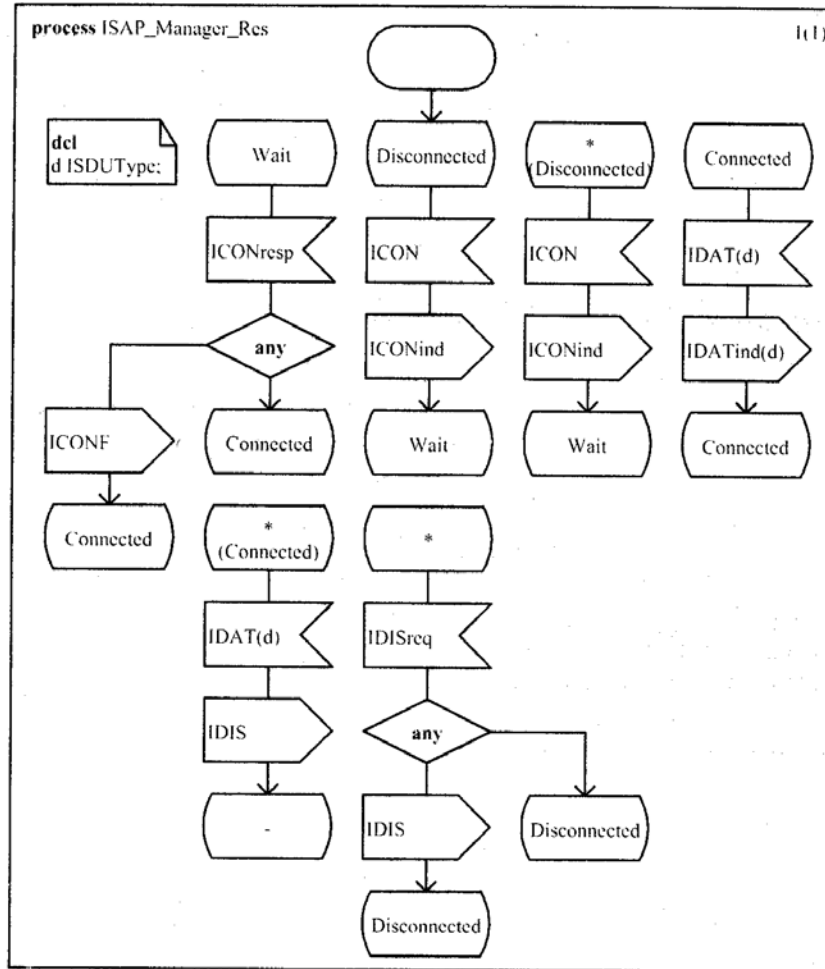 process ISAP_Manager_Res
1(1)
dcl
d ISDUType;
Wait
Disconnected
*
(Disconnected)
Connected
ICONresp
ICON
ICON
IDAT(d)
any
ICONind
ICONind
IDATind(d)
ICONF
Connected
Wait
Wait
Connected
Connected
*
(Connected)
*
IDAT(d)
IDISreq
IDIS
any
-
IDIS
Disconnected
Disconnected